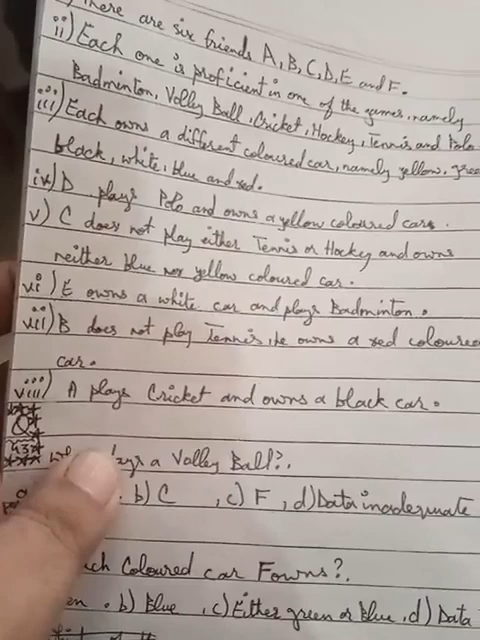 There are six friends A, B, C, D, E and F.
ii) Each one is proficient in one of the games, namely
Badminton, Volley Ball, Cricket, Hockey, Tennis and Polo
iii) Each owns a different coloured car, namely yellow, gree
black, white, blue and red.
iv) D plays Polo and owns a yellow coloured car.
v) C does not play either Tennis or Hockey and owns
neither blue nor yellow coloured car.
vi) E owns a white car and plays Badminton.
vii) B does not play Tennis, he owns a red coloured
car.
viii) A plays Cricket and owns a black car.
Q
43
ays a Volley Ball?
b) C , c) F , d) Data inadequate
ch Coloured car F owns?
en . b) Blue , c) Either green or Blue, d) Data